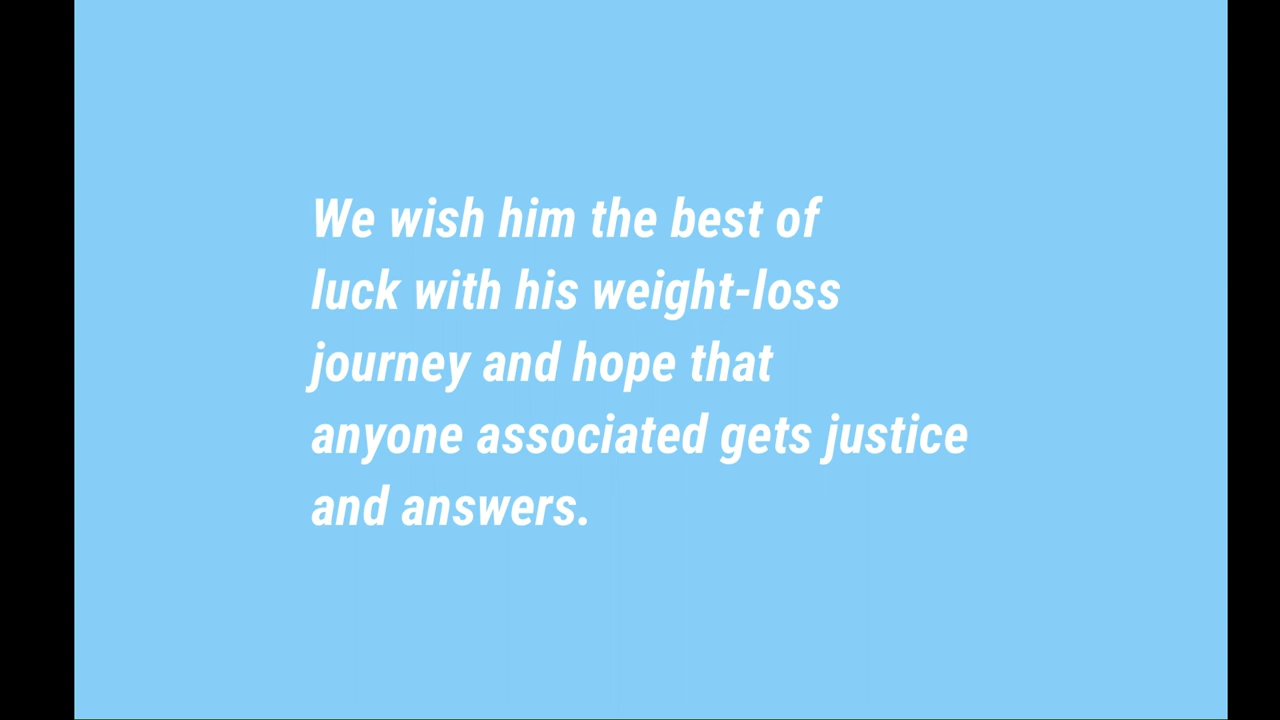 We wish him the best of
luck with his weight-loss
journey and hope that
anyone associated gets justice
and answers.